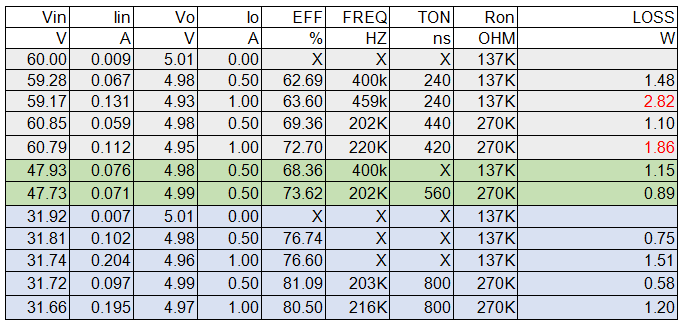 Vin Iin Vo Io EFF FREQ TON Ron LOSS
V A V A % HZ ns OHM W
60.00 0.009 5.01 0.00 X X X 137K
59.28 0.067 4.98 0.50 62.69 400k 240 137K 1.48
59.17 0.131 4.93 1.00 63.60 459k 240 137K 2.82
60.85 0.059 4.98 0.50 69.36 202K 440 270K 1.10
60.79 0.112 4.95 1.00 72.70 220K 420 270K 1.86
47.93 0.076 4.98 0.50 68.36 400k X 137K 1.15
47.73 0.071 4.99 0.50 73.62 202K 560 270K 0.89
31.92 0.007 5.01 0.00 X X X 137K
31.81 0.102 4.98 0.50 76.74 X X 137K 0.75
31.74 0.204 4.96 1.00 76.60 X X 137K 1.51
31.72 0.097 4.99 0.50 81.09 203K 800 270K 0.58
31.66 0.195 4.97 1.00 80.50 216K 800 270K 1.20